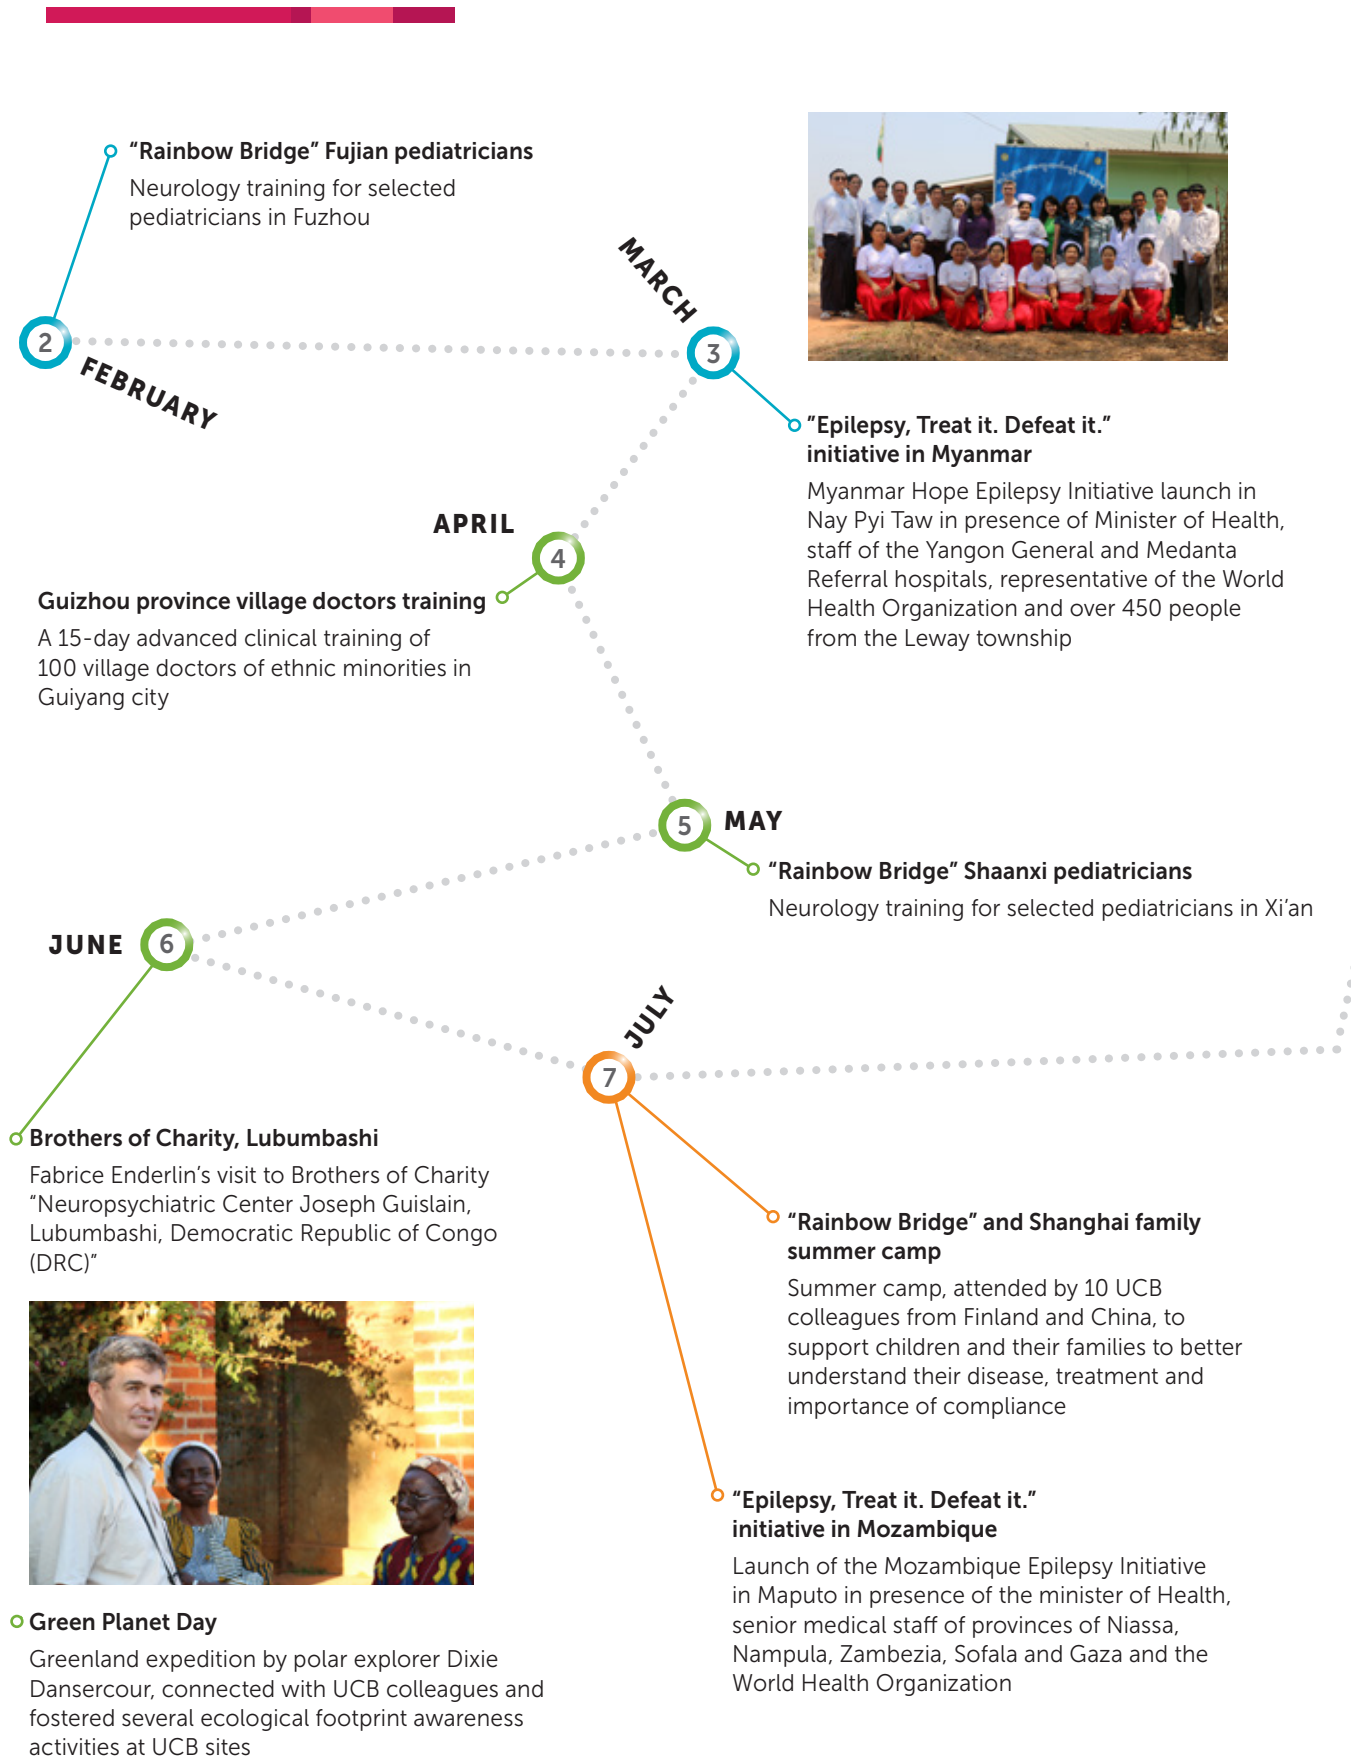 “Rainbow Bridge” Fujian pediatricians
Neurology training for selected
pediatricians in Fuzhou
2
FEBRUARY
MARCH
3
”Epilepsy, Treat it. Defeat it.”
initiative in Myanmar
Myanmar Hope Epilepsy Initiative launch in
Nay Pyi Taw in presence of Minister of Health,
staff of the Yangon General and Medanta
Referral hospitals, representative of the World
Health Organization and over 450 people
from the Leway township
APRIL
4
Guizhou province village doctors training
A 15-day advanced clinical training of
100 village doctors of ethnic minorities in
Guiyang city
5
MAY
“Rainbow Bridge” Shaanxi pediatricians
Neurology training for selected pediatricians in Xi’an
JUNE
6
Brothers of Charity, Lubumbashi
Fabrice Enderlin’s visit to Brothers of Charity
“Neuropsychiatric Center Joseph Guislain,
Lubumbashi, Democratic Republic of Congo
(DRC)”
Green Planet Day
Greenland expedition by polar explorer Dixie
Dansercour, connected with UCB colleagues and
fostered several ecological footprint awareness
activities at UCB sites
JULY
7
“Rainbow Bridge” and Shanghai family
summer camp
Summer camp, attended by 10 UCB
colleagues from Finland and China, to
support children and their families to better
understand their disease, treatment and
importance of compliance
“Epilepsy, Treat it. Defeat it.”
initiative in Mozambique
Launch of the Mozambique Epilepsy Initiative
in Maputo in presence of the minister of Health,
senior medical staff of provinces of Niassa,
Nampula, Zambezia, Sofala and Gaza and the
World Health Organization